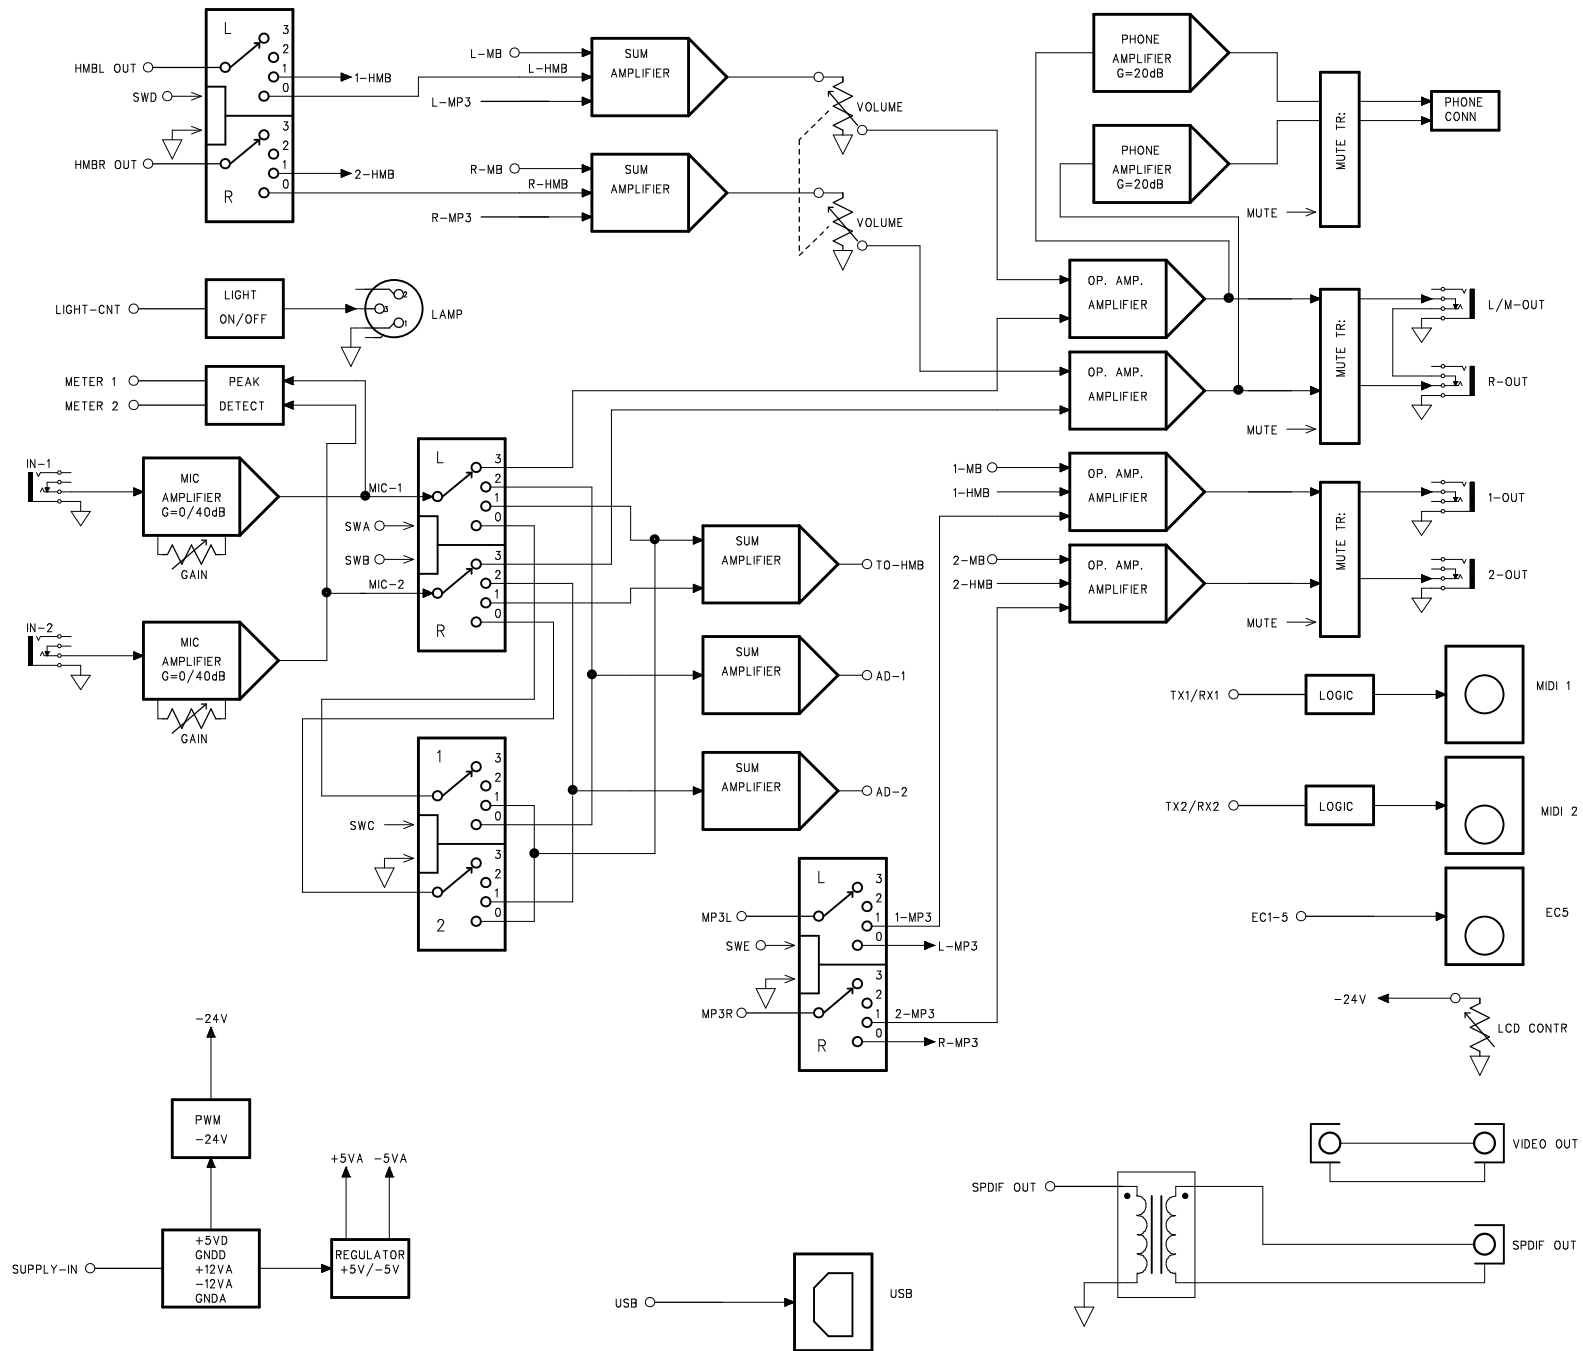 L
3
2
1
0
HMBL OUT
1-HMB
SWD
3
2
1
0
HMBR OUT
2-HMB
R
L-MB
L-HMB
L-MP3
SUM
AMPLIFIER
VOLUME
R-MB
R-HMB
R-MP3
SUM
AMPLIFIER
VOLUME
PHONE
AMPLIFIER
G=20dB
PHONE
AMPLIFIER
G=20dB
MUTE TR:
MUTE
PHONE
CONN
LIGHT-CNT
LIGHT
ON/OFF
2
3
1
LAMP
METER 1
METER 2
PEAK
DETECT
OP. AMP.
AMPLIFIER
OP. AMP.
AMPLIFIER
MUTE TR:
MUTE
L/M-OUT
R-OUT
IN-1
MIC
AMPLIFIER
G=0/40dB
GAIN
IN-2
MIC
AMPLIFIER
G=0/40dB
GAIN
MIC-1
MIC-2
SWA
SWB
L
3
2
1
0
3
2
1
0
R
SUM
AMPLIFIER
TO-HMB
SUM
AMPLIFIER
AD-1
SUM
AMPLIFIER
AD-2
1-MB
1-HMB
OP. AMP.
AMPLIFIER
2-MB
2-HMB
OP. AMP.
AMPLIFIER
MUTE TR:
MUTE
1-OUT
2-OUT
1
3
2
1
0
SWC
3
2
1
0
2
MP3L
SWE
MP3R
L
3
2
1
0
3
2
1
0
R
1-MP3
L-MP3
2-MP3
R-MP3
TX1/RX1
LOGIC
MIDI 1
TX2/RX2
LOGIC
MIDI 2
EC1-5
EC5
-24V
LCD CONTR
-24V
PWM
-24V
+5VA
-5VA
SUPPLY-IN
+5VD
GNDD
+12VA
-12VA
GNDA
REGULATOR
+5V/-5V
USB
USB
SPDIF OUT
VIDEO OUT
SPDIF OUT